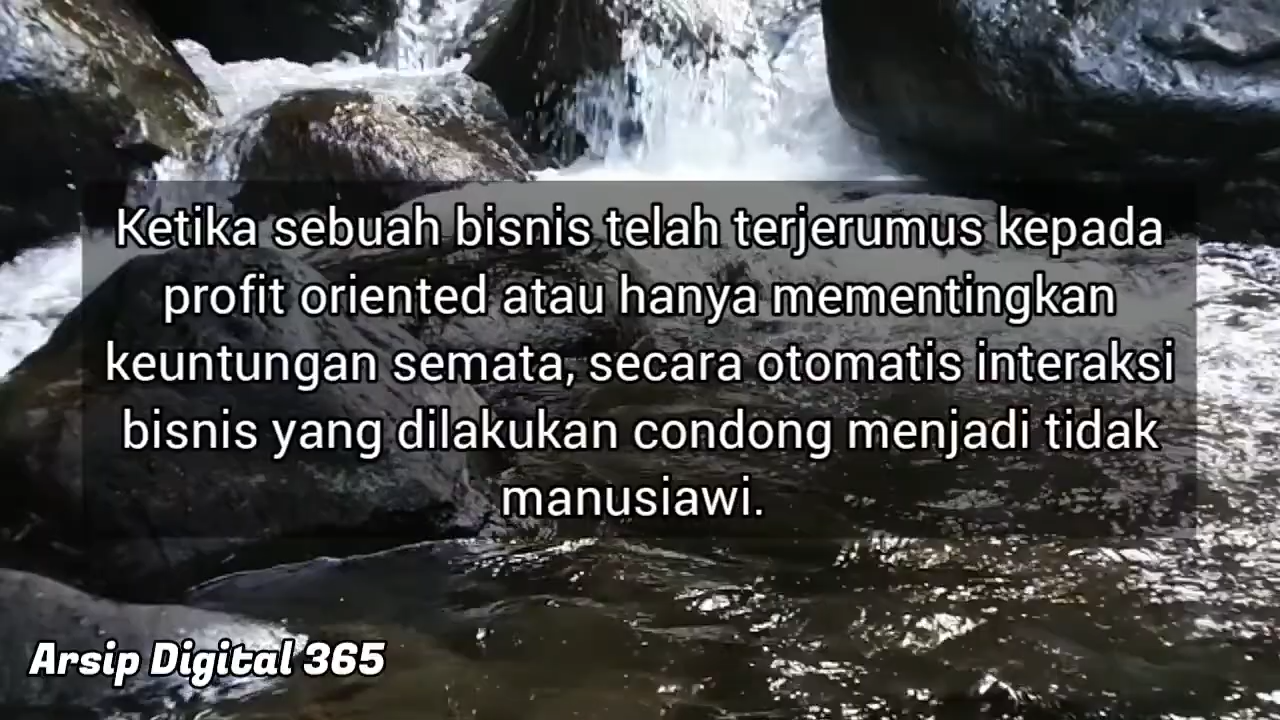 Ketika sebuah bisnis telah terjerumus kepada
profit oriented atau hanya mementingkan
keuntungan semata, secara otomatis interaksi
bisnis yang dilakukan condong menjadi tidak
manusiawi.
Arsip Digital 365